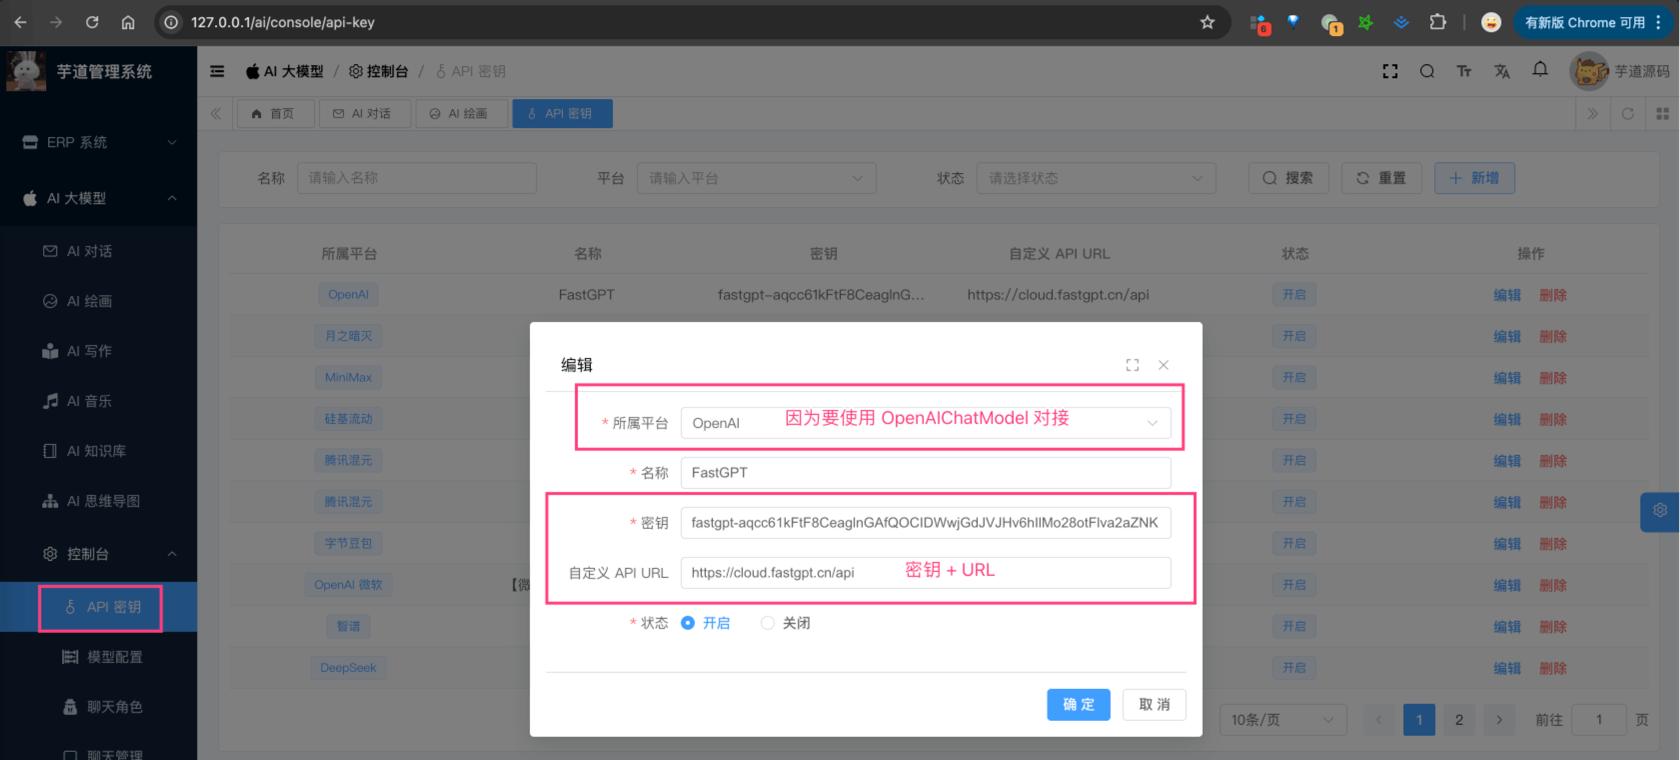 127.0.0.1/ai/console/api-key
6
1
有新版 Chrome 可用
芋道管理系统
AI 大模型 / 控制台 / API 密钥
芋道源码
首页
AI 对话
AI 绘画
API 密钥
ERP 系统
AI 大模型
AI 对话
AI 绘画
AI 写作
AI 音乐
AI 知识库
AI 思维导图
控制台
API 密钥
模型配置
聊天角色
聊天管理
名称 请输入名称
平台 请输入平台
状态 请选择状态
搜索
重置
新增
所属平台 名称 密钥 自定义 API URL 状态 操作
OpenAI FastGPT fastgpt-aqcc61kFtF8CeaglnG... https://cloud.fastgpt.cn/api 开启 编辑 删除
月之暗灭 开启 编辑 删除
MiniMax 开启 编辑 删除
硅基流动 开启 编辑 删除
腾讯混元 开启 编辑 删除
腾讯混元 开启 编辑 删除
字节豆包 开启 编辑 删除
OpenAI 微软 【微 开启 编辑 删除
智谱 开启 编辑 删除
DeepSeek 开启 编辑 删除
10条/页
1
2
前往 1 页
编辑
* 所属平台 OpenAI 因为要使用 OpenAIChatModel 对接
* 名称 FastGPT
* 密钥 fastgpt-aqcc61kFtF8CeaglnGAfQOCIDWwjGdJVJHv6hIlMo28otFlva2aZNK
自定义 API URL https://cloud.fastgpt.cn/api 密钥 + URL
* 状态 开启 关闭
确 定
取 消